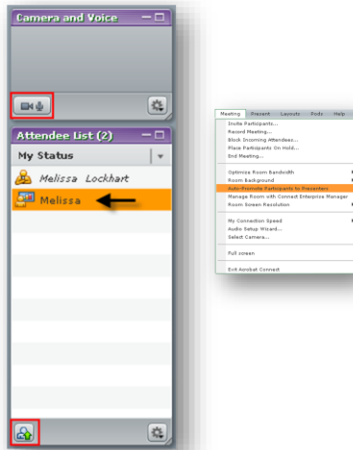 Camera and Voice
Attendee List (2)
My Status
Melissa Lockhart
Melissa
Meeting Present Layouts Pods Help
Invite Participants...
Record Meeting...
Block Incoming Attendees...
Place Participants On Hold...
End Meeting...
Optimize Room Bandwidth
Room Background
Auto-Promote Participants to Presenters
Manage Room with Connect Enterprise Manager
Room Screen Resolution
My Connection Speed
Audio Setup Wizard...
Select Camera...
Full screen
Exit Acrobat Connect